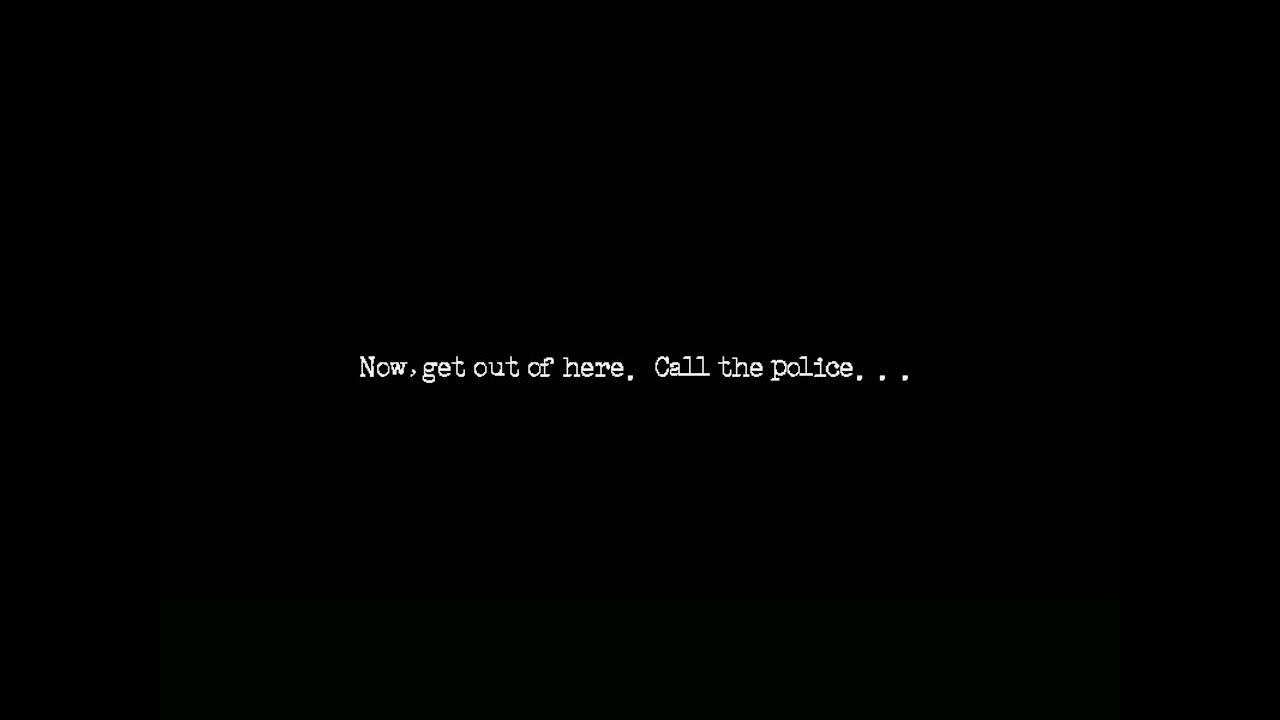 Now, get out of here.  Call the police. . .